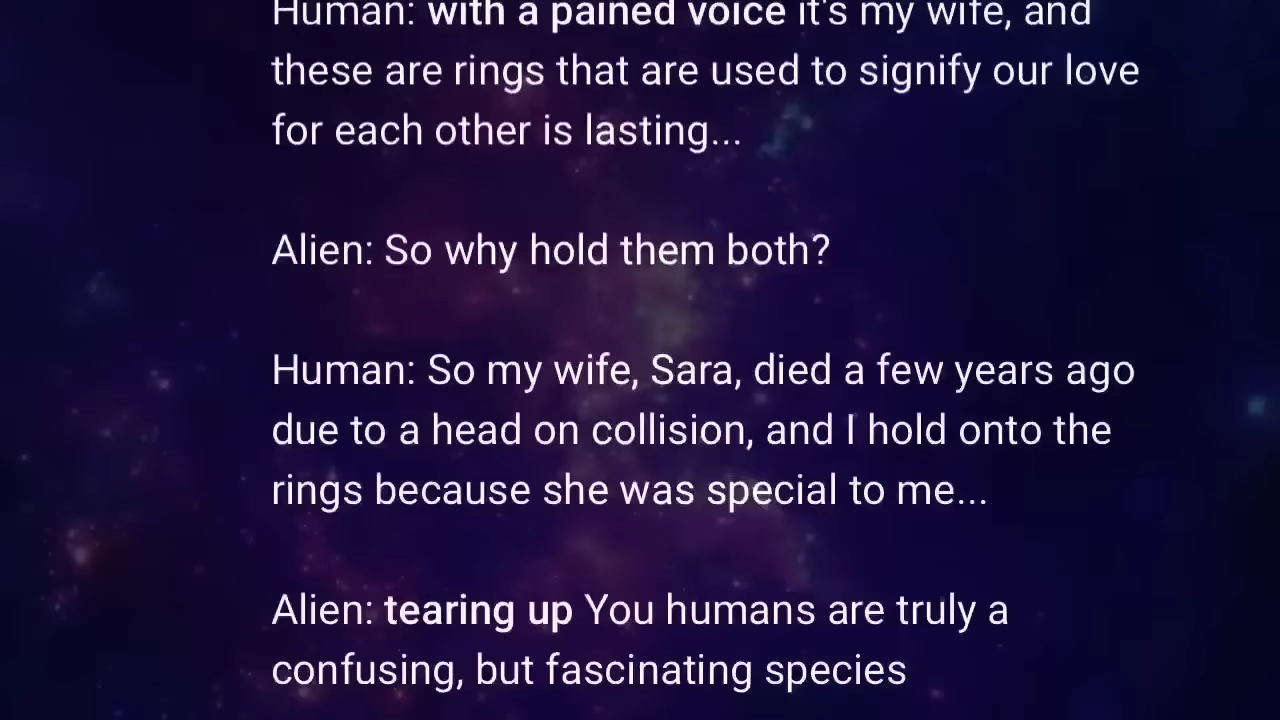 Human: with a pained voice it's my wife, and
these are rings that are used to signify our love
for each other is lasting...
Alien: So why hold them both?
Human: So my wife, Sara, died a few years ago
due to a head on collision, and I hold onto the
rings because she was special to me...
Alien: tearing up You humans are truly a
confusing, but fascinating species